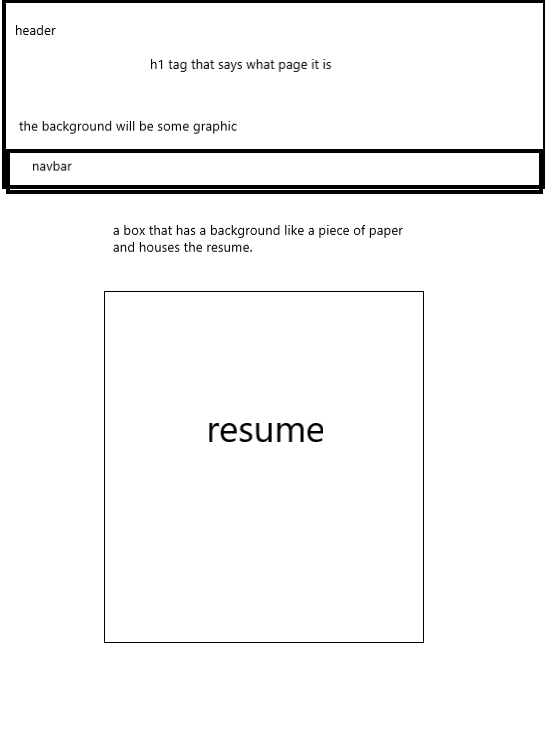 header
h1 tag that says what page it is
the background will be some graphic
navbar
a box that has a background like a piece of paper
and houses the resume.
resume